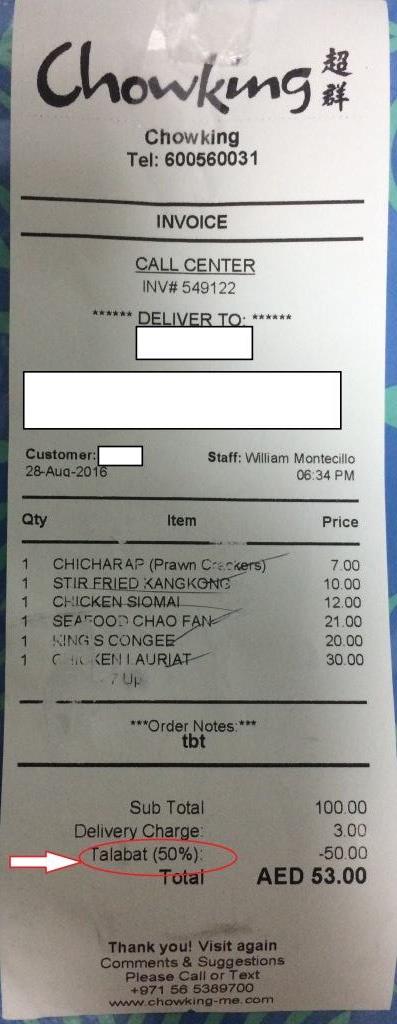 Chowking 超群
Chowking
Tel: 600560031
INVOICE
CALL CENTER
INV# 549122
****** DELIVER TO: ******
Customer: Staff: William Montecillo
28-Aug-2016 06:34 PM
Qty Item Price
1 CHICHARAP (Prawn Crackers) 7.00
1 STIR FRIED KANGKONG 10.00
1 CHICKEN SIOMAI 12.00
1 SEAFOOD CHAO FAN 21.00
1 KING'S CONGEE 20.00
1 CHICKEN LAURIAT 30.00
- 7 Up
***Order Notes:***
tbt
Sub Total 100.00
Delivery Charge: 3.00
Talabat (50%): -50.00
Total AED 53.00
Thank you! Visit again
Comments & Suggestions
Please Call or Text
+971 56 5389700
www.chowking-me.com